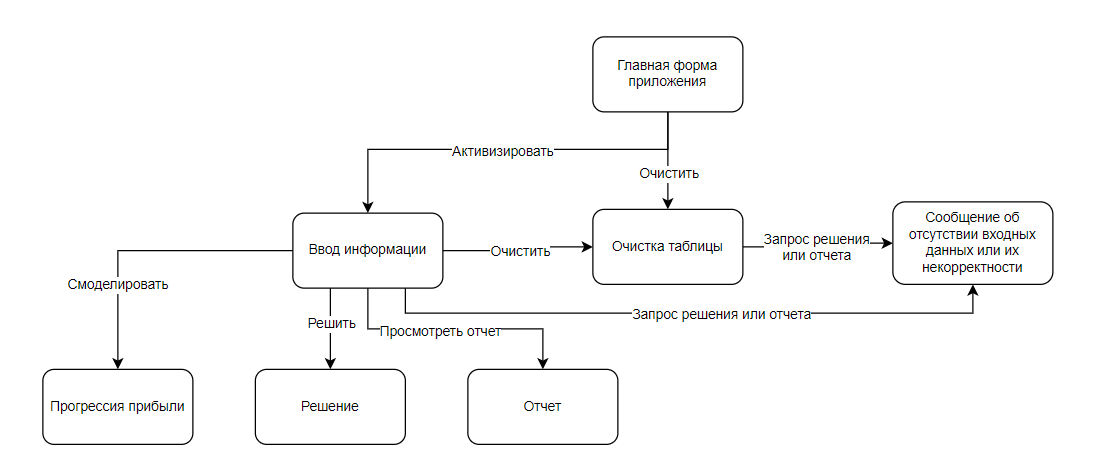 Главная форма
приложения
Активизировать
Очистить
Ввод информации
Очистить
Очистка таблицы
Запрос решения
или отчета
Сообщение об
отсутствии входных
данных или их
некорректности
Смоделировать
Решить
Просмотреть отчет
Запрос решения или отчета
Прогрессия прибыли
Решение
Отчет